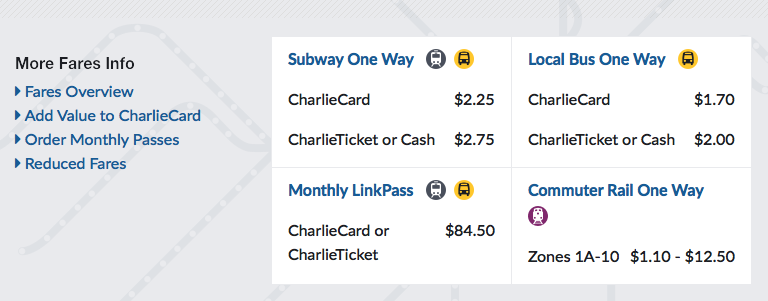 More Fares Info
Fares Overview
Add Value to CharlieCard
Order Monthly Passes
Reduced Fares
Subway One Way
CharlieCard $2.25
CharlieTicket or Cash $2.75
Local Bus One Way
CharlieCard $1.70
CharlieTicket or Cash $2.00
Monthly LinkPass
CharlieCard or $84.50
CharlieTicket
Commuter Rail One Way
Zones 1A-10 $1.10 - $12.50